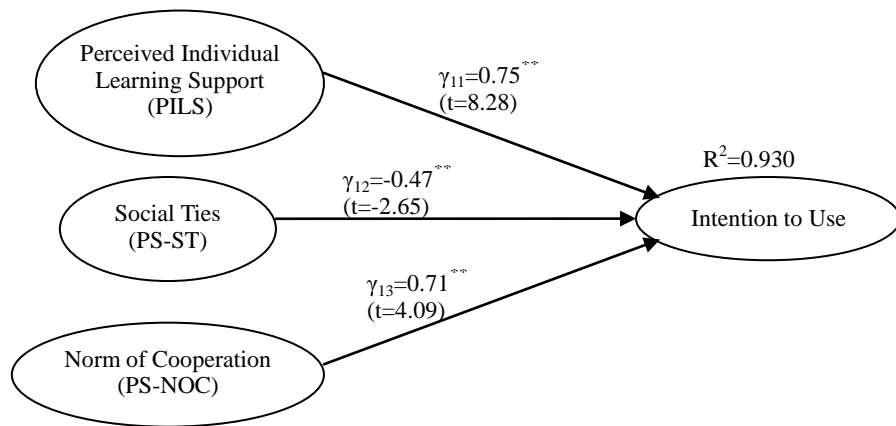 Perceived Individual
Learning Support
(PILS)
γ11=0.75**
(t=8.28)
R2=0.930
γ12=-0.47**
(t=-2.65)
Social Ties
(PS-ST)
Intention to Use
γ13=0.71**
(t=4.09)
Norm of Cooperation
(PS-NOC)